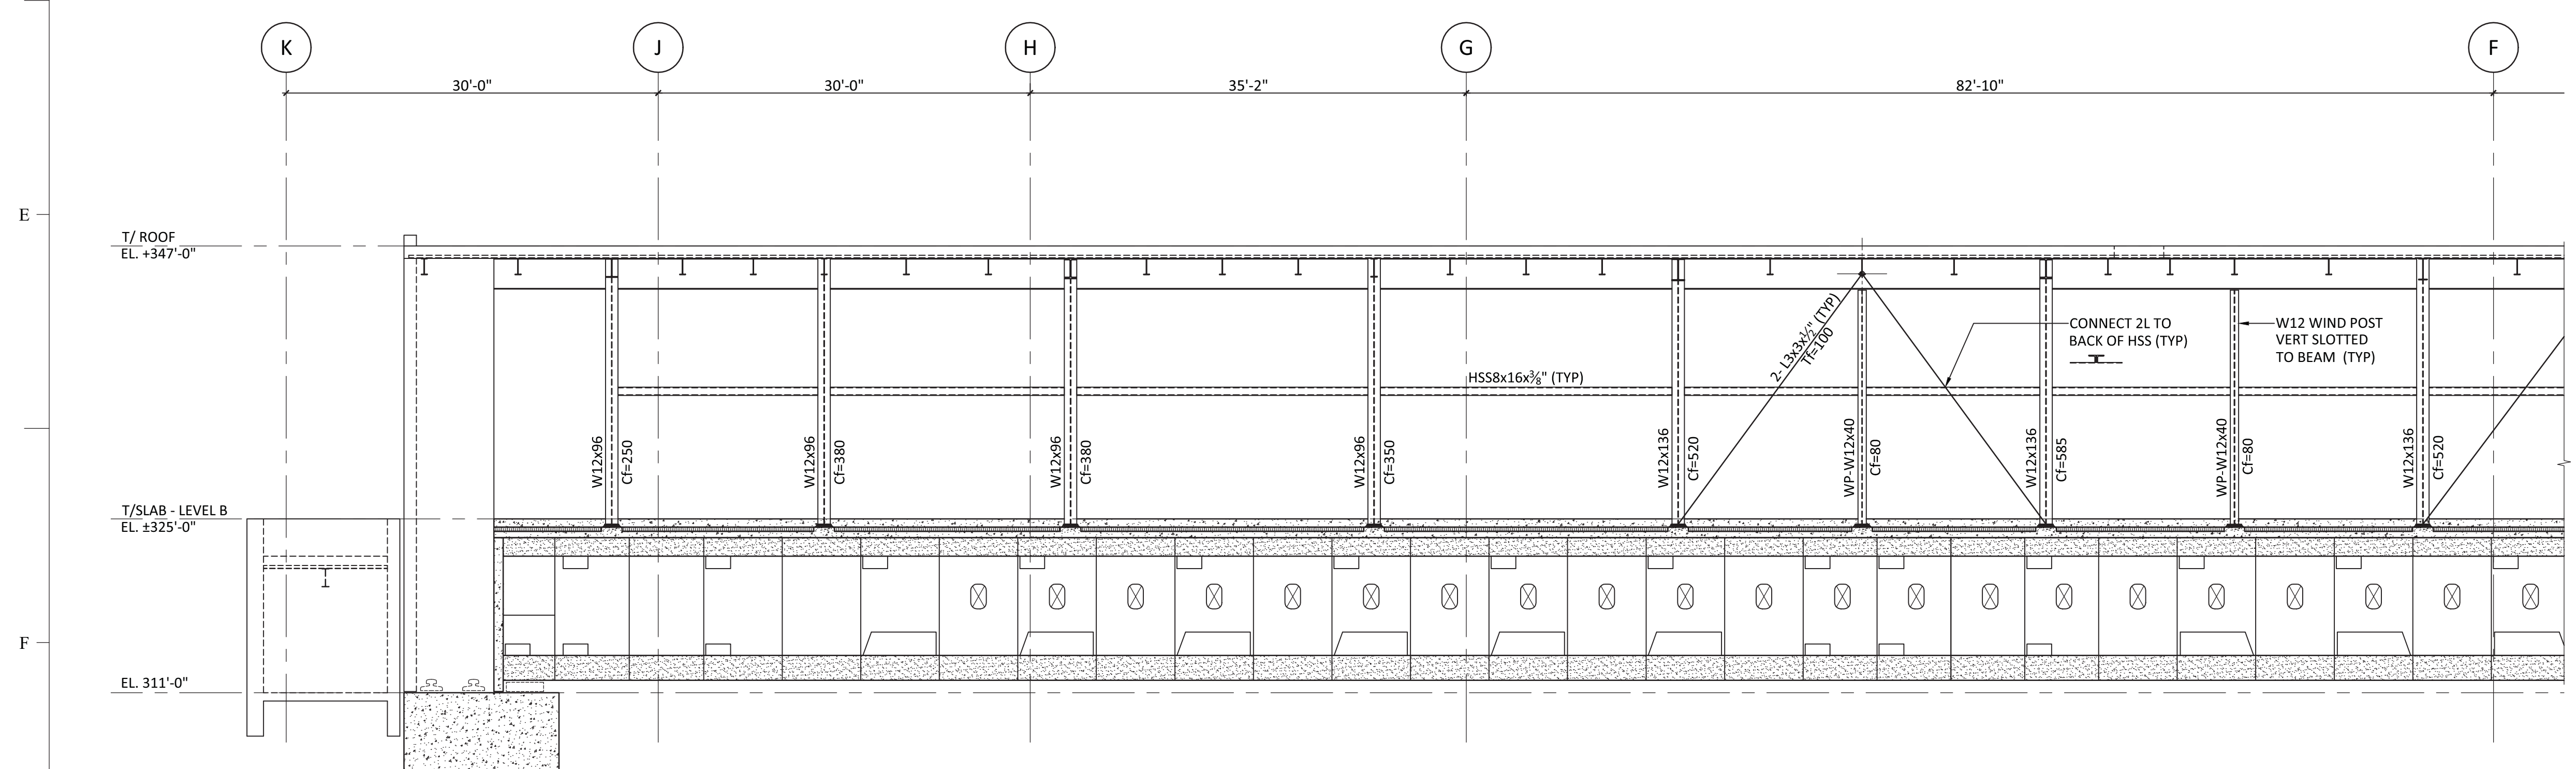 K
J
H
G
F
30'-0"
30'-0"
35'-2"
82'-10"
E
T/ ROOF
EL. +347'-0"
2- L3x3x½" (TYP)
Tf=100
CONNECT 2L TO
BACK OF HSS (TYP)
W12 WIND POST
VERT SLOTTED
TO BEAM (TYP)
HSS8x16x⅜" (TYP)
W12x96
Cf=250
W12x96
Cf=380
W12x96
Cf=380
W12x96
Cf=350
W12x136
Cf=520
WP-W12x40
Cf=80
W12x136
Cf=585
WP-W12x40
Cf=80
W12x136
Cf=520
T/SLAB - LEVEL B
EL. ±325'-0"
F
EL. 311'-0"